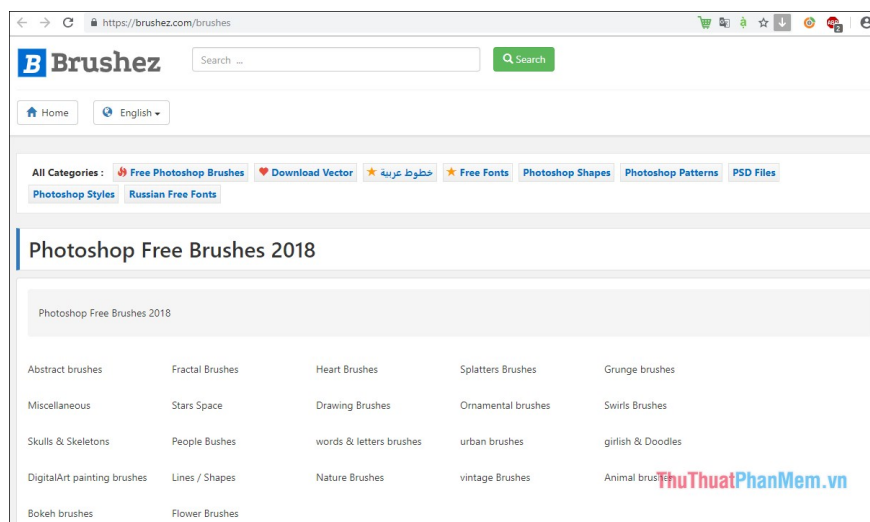 https://brushez.com/brushes
B Brushez
Search ...
Search
Home
English
All Categories : Free Photoshop Brushes Download Vector خطوط عربية Free Fonts Photoshop Shapes Photoshop Patterns PSD Files
Photoshop Styles Russian Free Fonts
Photoshop Free Brushes 2018
Photoshop Free Brushes 2018
Abstract brushes Fractal Brushes Heart Brushes Splatters Brushes Grunge brushes
Miscellaneous Stars Space Drawing Brushes Ornamental brushes Swirls Brushes
Skulls & Skeletons People Bushes words & letters brushes urban brushes girlish & Doodles
DigitalArt painting brushes Lines / Shapes Nature Brushes vintage Brushes Animal brushes
ThuThuatPhanMem.vn
Bokeh brushes Flower Brushes